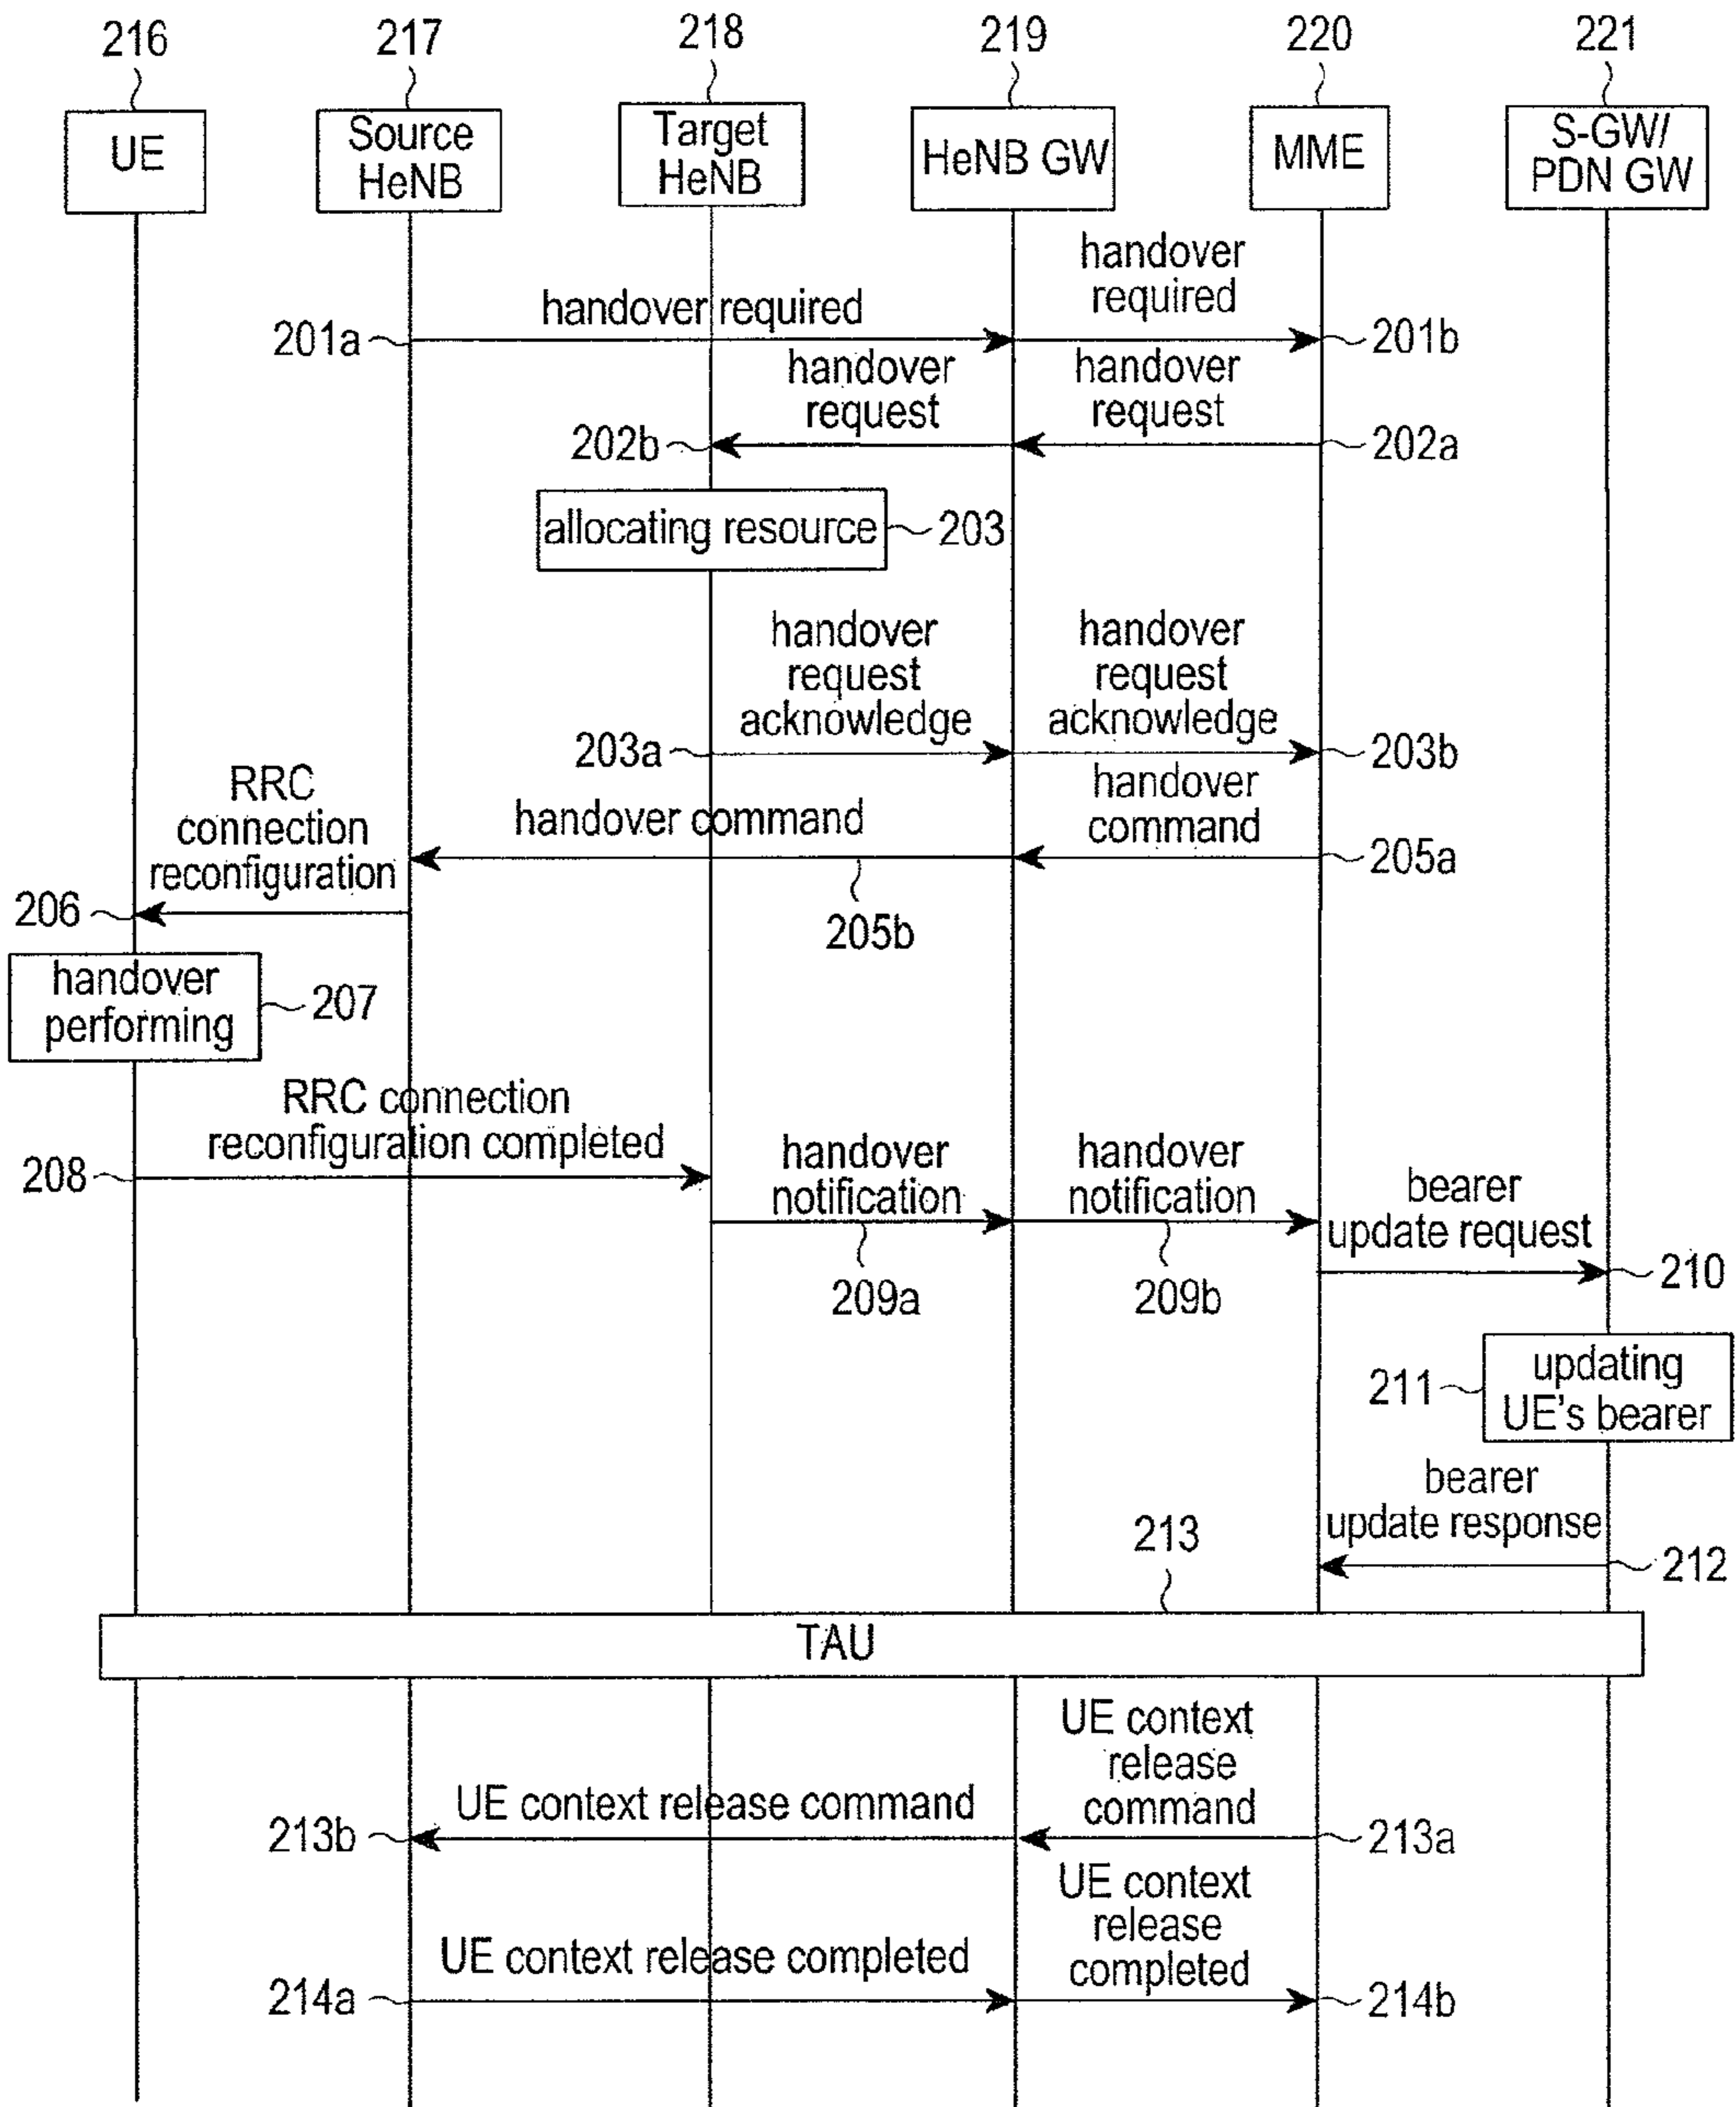 216
217
218
219
220
221
UE
Source
HeNB
Target
HeNB
HeNB GW
MME
S-GW/
PDN GW
handover
required
handover required
201a
201b
handover
request
handover
request
202b
202a
allocating resource
203
handover
request
acknowledge
handover
request
acknowledge
203a
203b
RRC
connection
reconfiguration
handover command
handover
command
205a
206
205b
handover
performing
207
RRC connection
reconfiguration completed
208
handover
notification
handover
notification
bearer
update request
209a
209b
210
211
updating
UE's bearer
bearer
update response
213
212
TAU
UE context
release
command
UE context release command
213b
213a
UE context
release
completed
UE context release completed
214a
214b